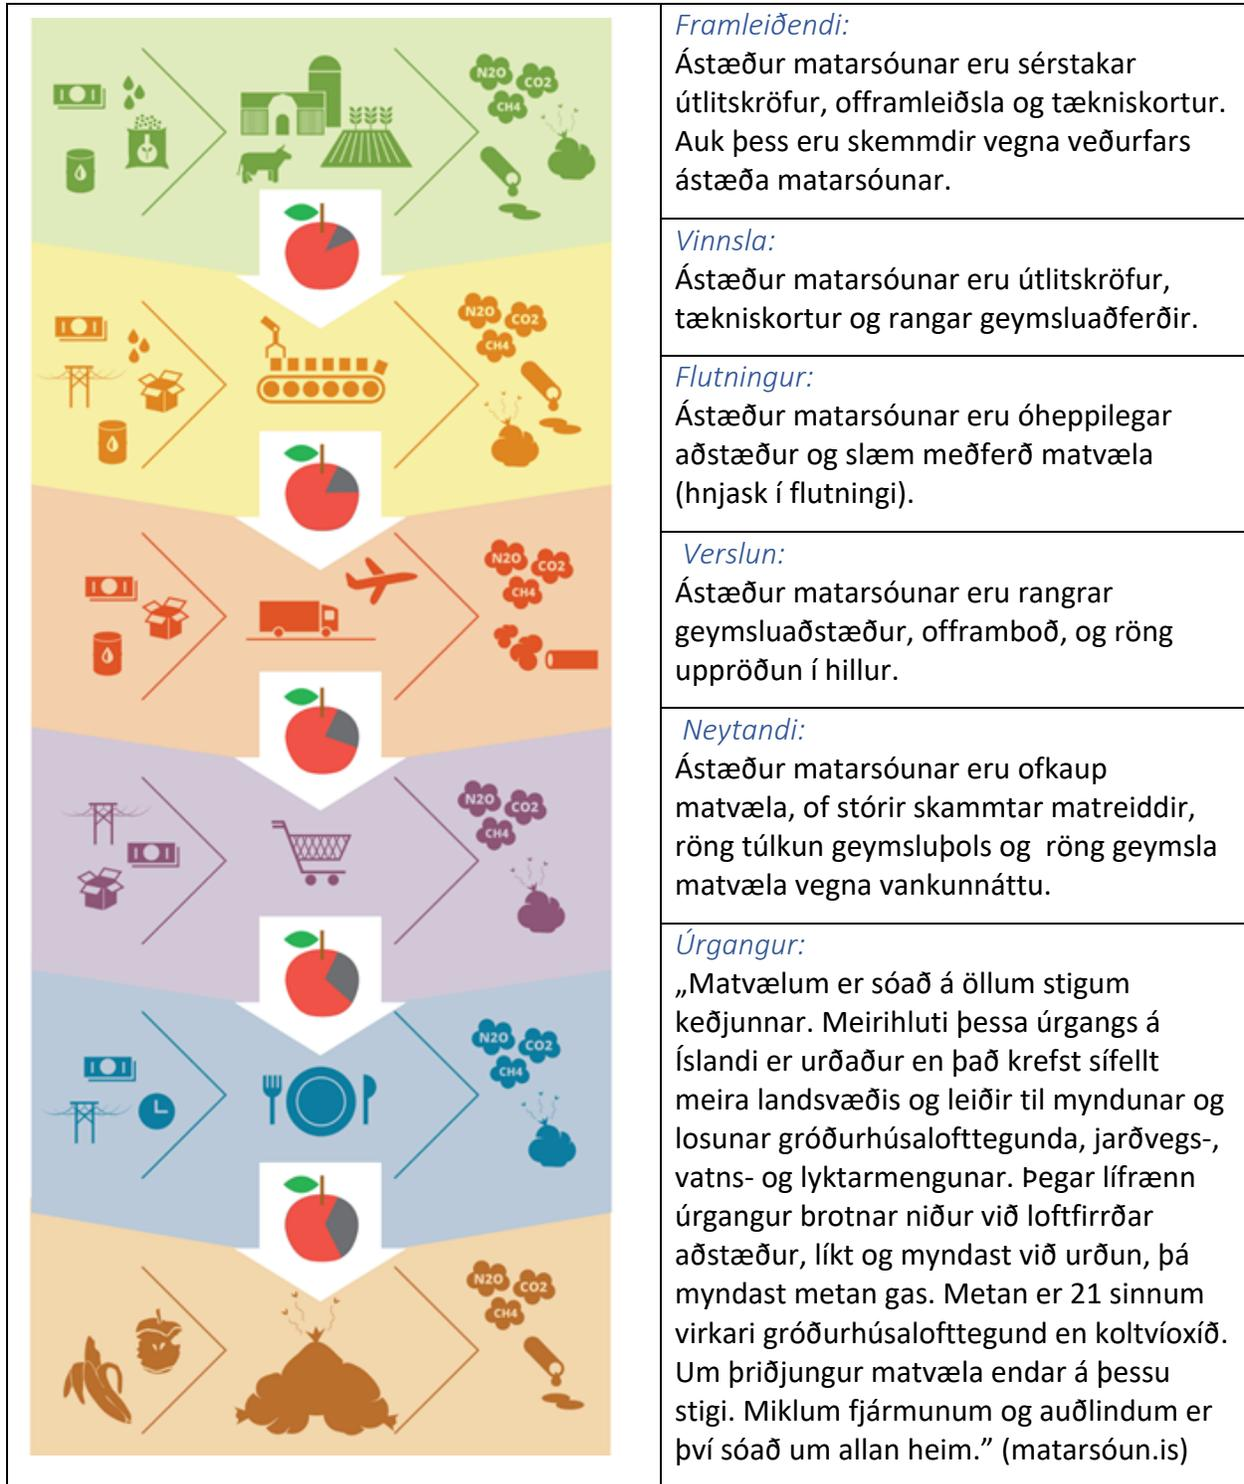 N2O
CO2
CH4
N2O
CO2
CH4
N2O
CO2
CH4
N2O
CO2
CH4
N2O
CO2
CH4
N2O
CO2
CH4
Framleiðendi:
Ástæður matarsóunar eru sérstakar
útlitskröfur, offramleiðsla og tækniskortur.
Auk þess eru skemmdir vegna veðurfars
ástæða matarsóunar.
Vinnsla:
Ástæður matarsóunar eru útlitskröfur,
tækniskortur og rangar geymsluaðferðir.
Flutningur:
Ástæður matarsóunar eru óheppilegar
aðstæður og slæm meðferð matvæla
(hnjask í flutningi).
Verslun:
Ástæður matarsóunar eru rangrar
geymsluaðstæður, offramboð, og röng
uppröðun í hillur.
Neytandi:
Ástæður matarsóunar eru ofkaup
matvæla, of stórir skammtar matreiddir,
röng túlkun geymsluþols og  röng geymsla
matvæla vegna vankunnáttu.
Úrgangur:
„Matvælum er sóað á öllum stigum
keðjunnar. Meirihluti þessa úrgangs á
Íslandi er urðaður en það krefst sífellt
meira landsvæðis og leiðir til myndunar og
losunar gróðurhúsalofttegunda, jarðvegs-,
vatns- og lyktarmengunar. Þegar lífrænn
úrgangur brotnar niður við loftfirrðar
aðstæður, líkt og myndast við urðun, þá
myndast metan gas. Metan er 21 sinnum
virkari gróðurhúsalofttegund en koltvíoxíð.
Um þriðjungur matvæla endar á þessu
stigi. Miklum fjármunum og auðlindum er
því sóað um allan heim.” (matarsóun.is)